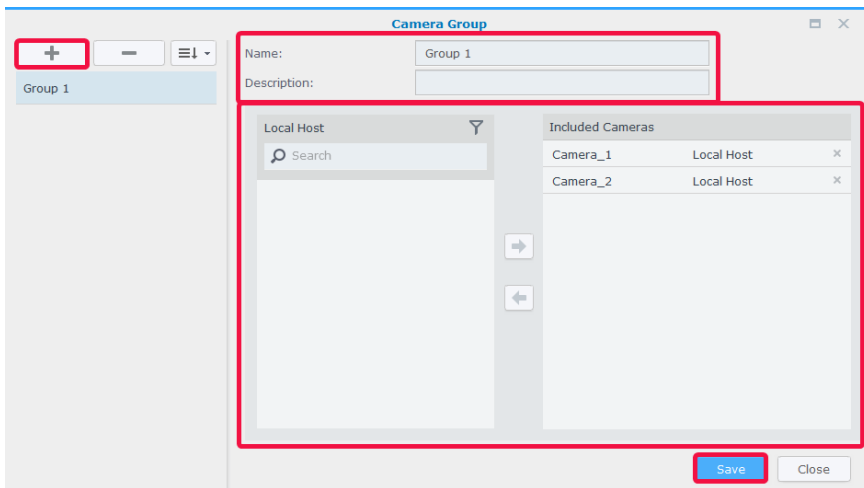 Camera Group
Group 1
Name: Group 1
Description:
Local Host
Search
Included Cameras
Camera_1 Local Host
Camera_2 Local Host
Save Close